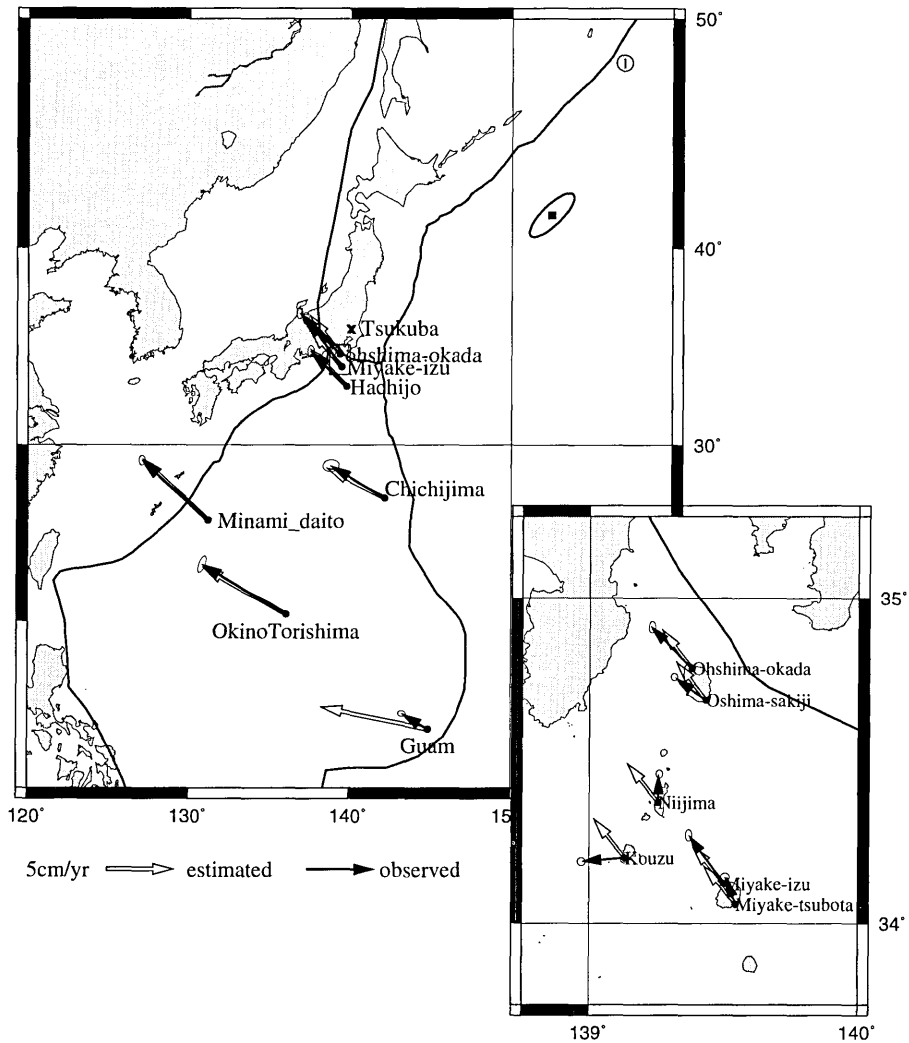 50°
I
40°
Tsukuba
Ohshima-okada
Miyake-izu
Hachijo
30°
Chichijima
Minami_daito
OkinoTorishima
Guam
120°
130°
140°
15
35°
Ohshima-okada
Oshima-sakiji
Niijima
Kouzu
Miyake-izu
Miyake-tsubota
34°
139°
140°
5cm/yr estimated observed